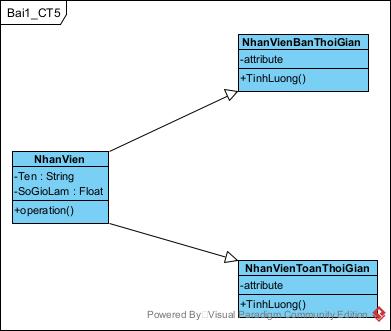 Bai1_CT5
NhanVienBanThoiGian
-attribute
+TinhLuong()
NhanVien
-Ten : String
-SoGioLam : Float
+operation()
NhanVienToanThoiGian
-attribute
+TinhLuong()
Powered By Visual Paradigm Community Edition